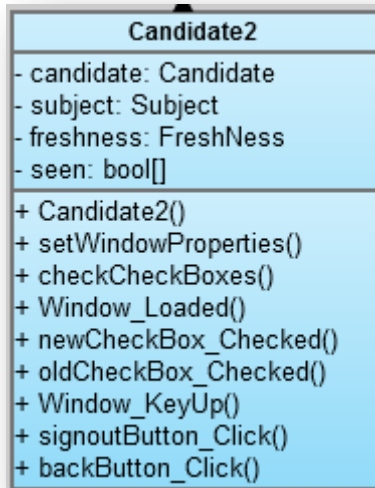 Candidate2
- candidate: Candidate
- subject: Subject
- freshness: FreshNess
- seen: bool[]
+ Candidate2()
+ setWindowProperties()
+ checkCheckBoxes()
+ Window_Loaded()
+ newCheckBox_Checked()
+ oldCheckBox_Checked()
+ Window_KeyUp()
+ signoutButton_Click()
+ backButton_Click()